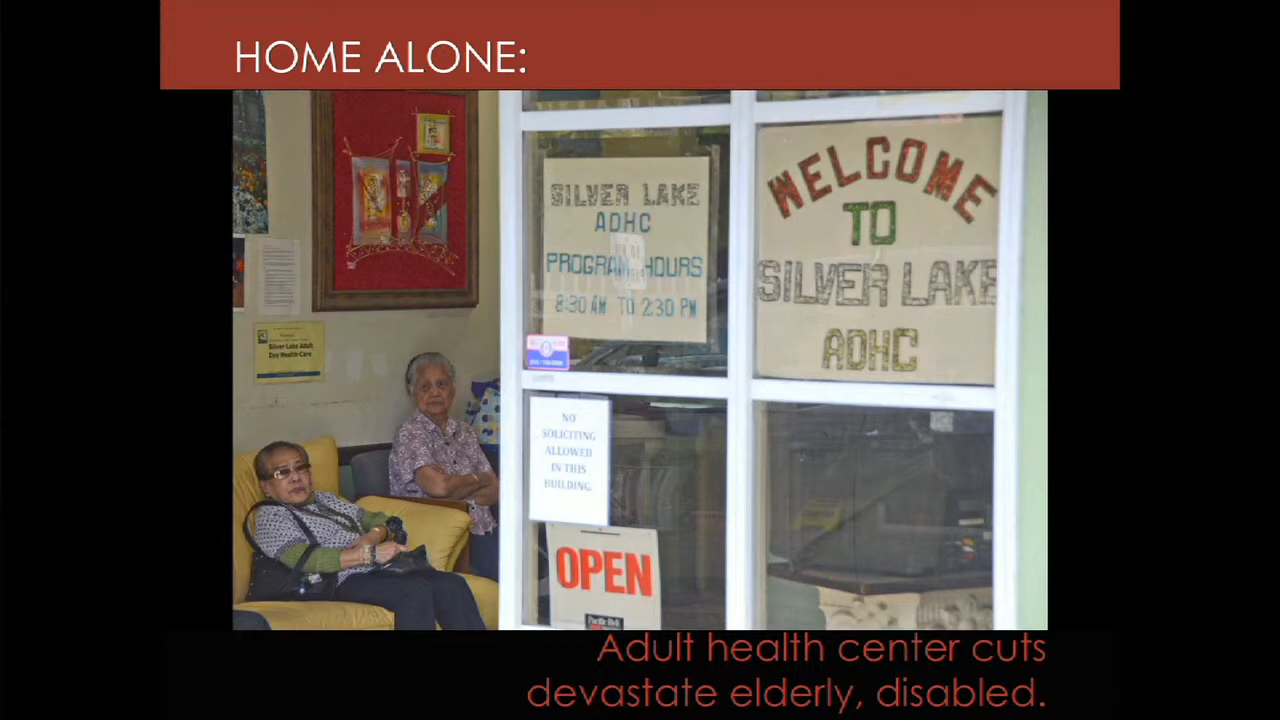 HOME ALONE:
SILVER LAKE
ADHC
PROGRAM HOURS
8:30 AM TO 2:30 PM
WELCOME
TO
SILVER LAKE
ADHC
Silver Lake Adult
Day Health Care
NO
SOLICITING
ALLOWED
IN THIS
BUILDING.
OPEN
Pacific Bell
Adult health center cuts
devastate elderly, disabled.